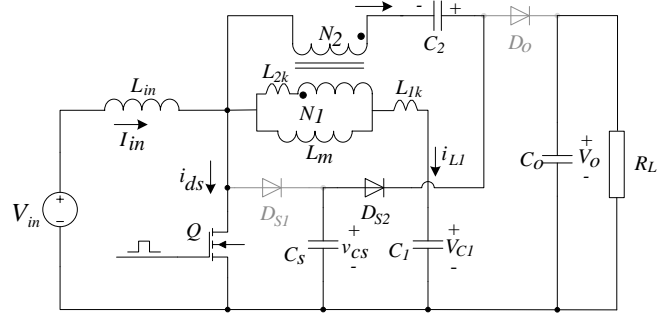 N2
- +
C2
Do
Lin
L2k
L1k
N1
Iin
Lm
iL1
Co
+
Vo
-
RL
ids
DS1
DS2
+
-
Vin
Q
Cs
+
vcs
-
C1
+
VC1
-